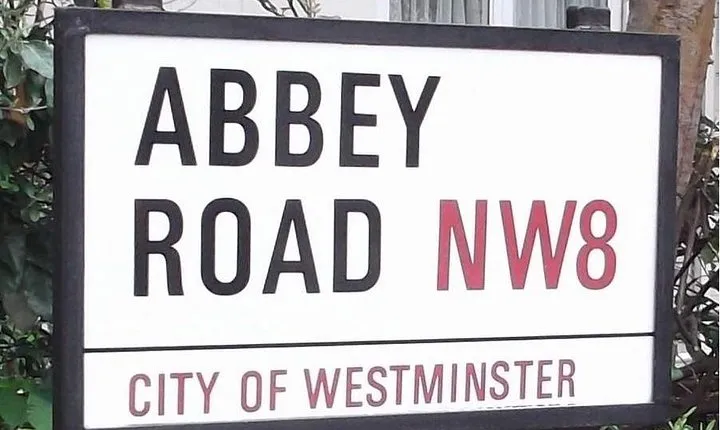 ABBEY
ROAD NW8
CITY OF WESTMINSTER